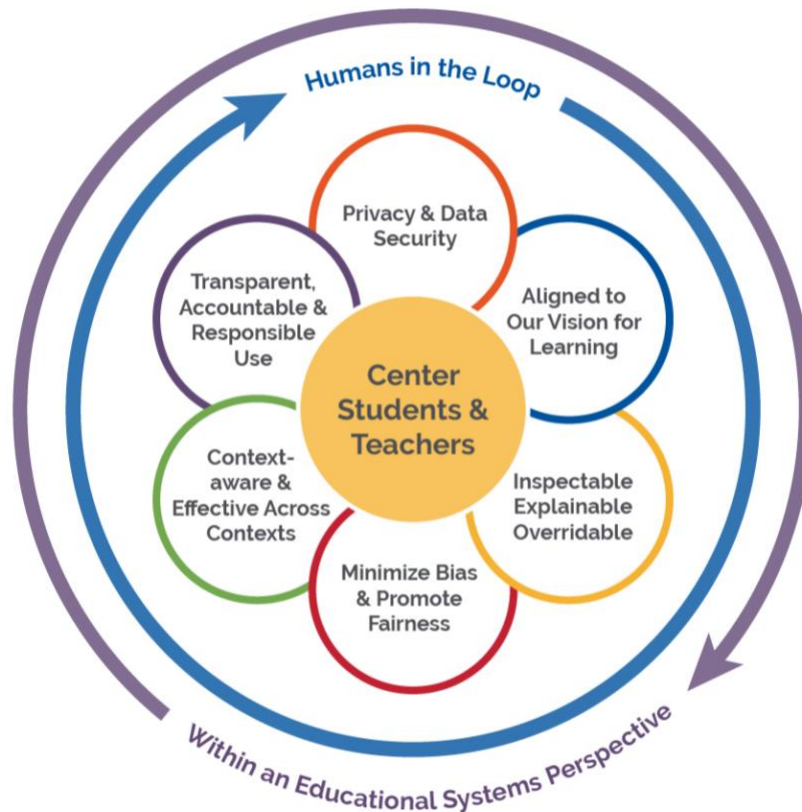 Humans in the Loop
Privacy & Data
Security
Transparent,
Accountable &
Responsible
Use
Aligned to
Our Vision for
Learning
Center
Students &
Teachers
Context-
aware &
Effective Across
Contexts
Inspectable
Explainable
Overridable
Minimize Bias
& Promote
Fairness
Within an Educational Systems Perspective